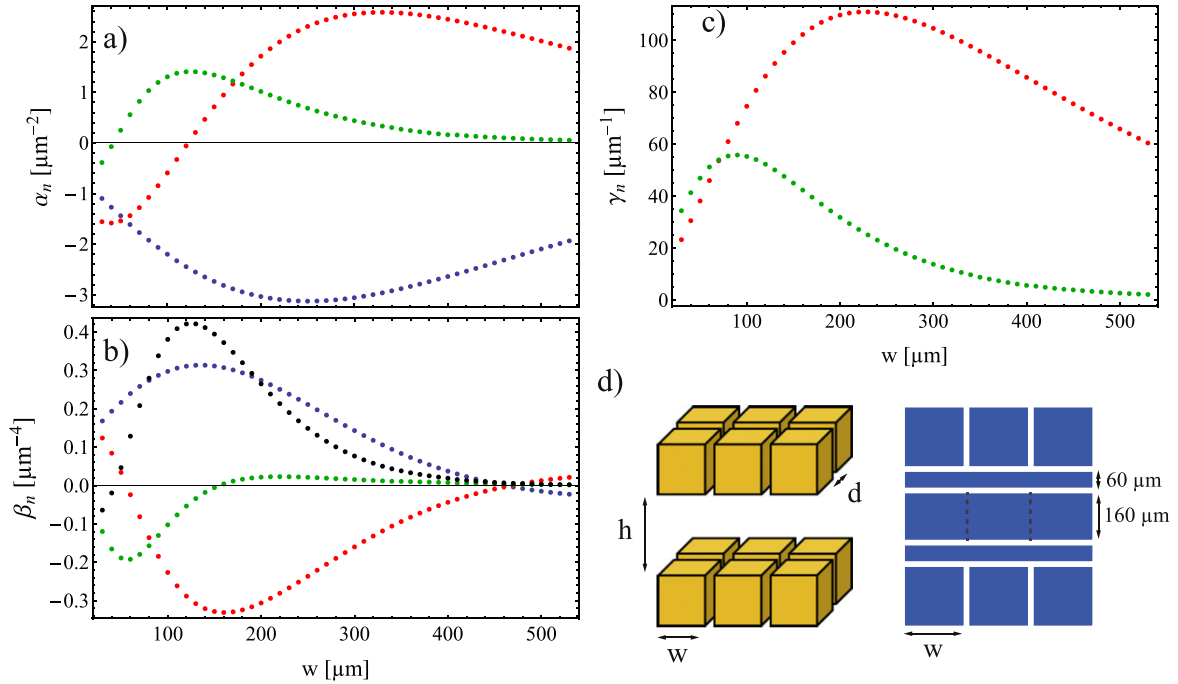 a)
αₙ [µm⁻²]
2
1
0
−1
−2
−3
b)
βₙ [µm⁻⁴]
0.4
0.3
0.2
0.1
0.0
−0.1
−0.2
−0.3
100 200 300 400 500
w [µm]
c)
γₙ [µm⁻¹]
100
80
60
40
20
0
100 200 300 400 500
w [µm]
d)
h
d
w
60 µm
160 µm
w